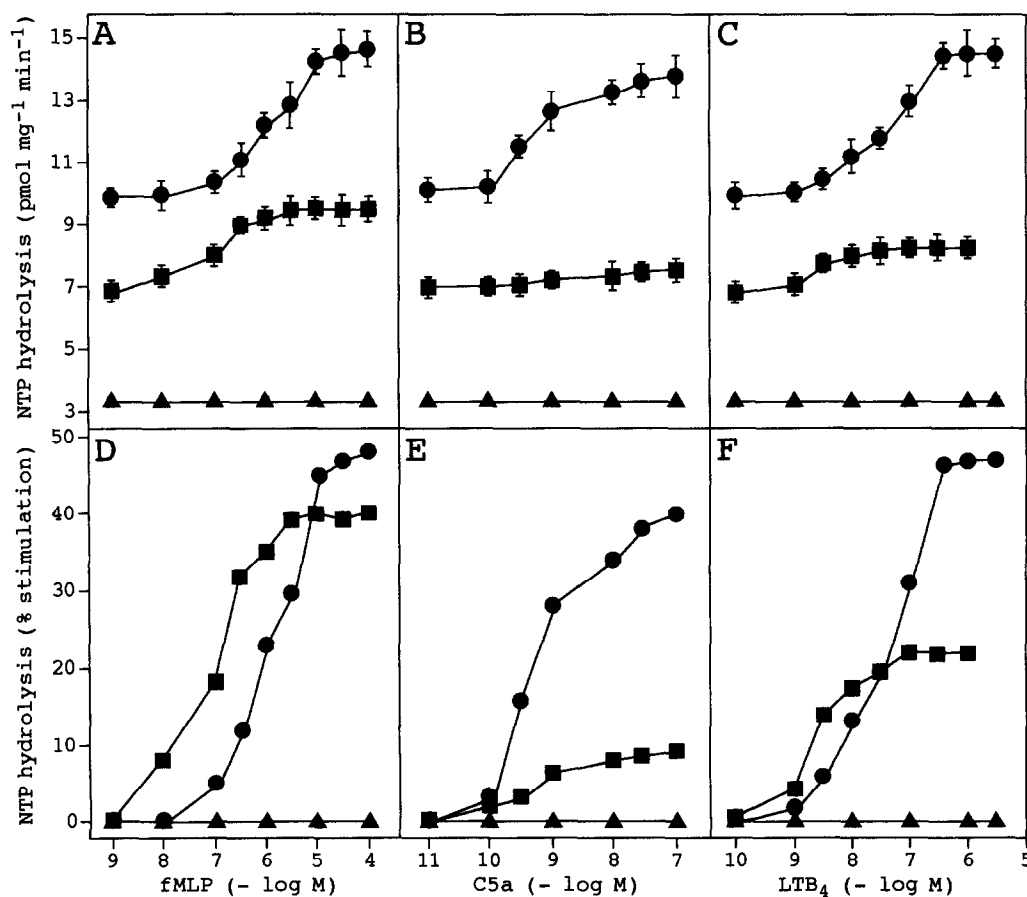 A
B
C
NTP hydrolysis (pmol mg⁻¹ min⁻¹)
15
13
11
9
7
5
3
D
E
F
NTP hydrolysis (% stimulation)
50
40
30
20
10
0
9 8 7 6 5 4
11 10 9 8 7
10 9 8 7 6 5
fMLP (- log M)
C5a (- log M)
LTB₄ (- log M)